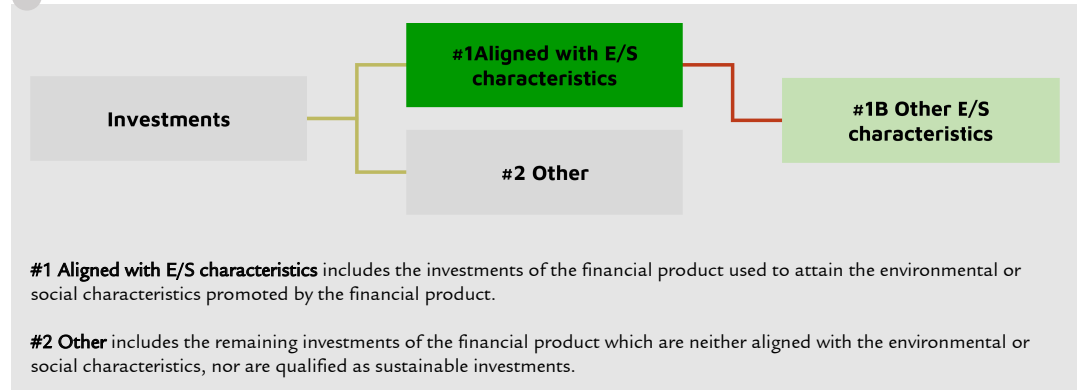 #1Aligned with E/S
characteristics
Investments
#1B Other E/S
characteristics
#2 Other
#1 Aligned with E/S characteristics includes the investments of the financial product used to attain the environmental or
social characteristics promoted by the financial product.
#2 Other includes the remaining investments of the financial product which are neither aligned with the environmental or
social characteristics, nor are qualified as sustainable investments.